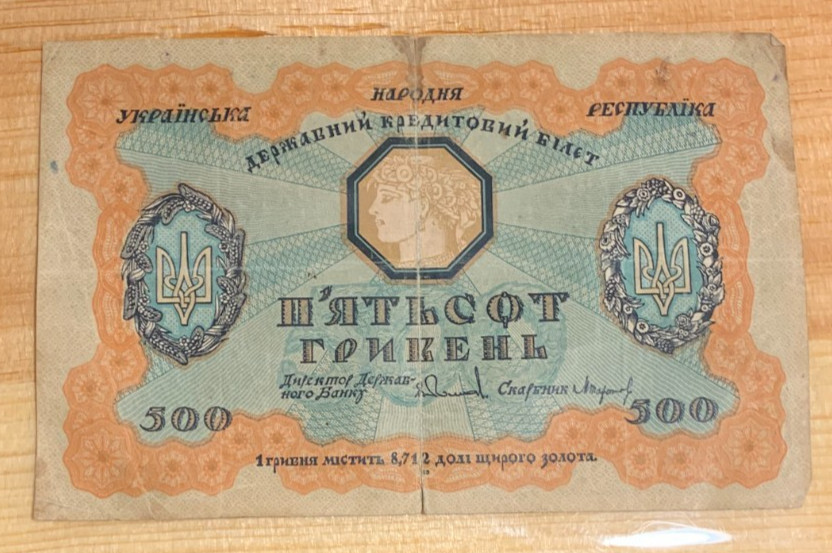 УКРАЇНСЬКА НАРОДНЯ РЕСПУБЛІКА
ДЕРЖАВНИЙ КРЕДИТОВИЙ БІЛЄТ
П'ЯТЬСОТ
ГРИВЕНЬ
Директор Держав-
ного Банку
Скарбник
500 500
1 гривня містить 8,712 долі щирого золота.